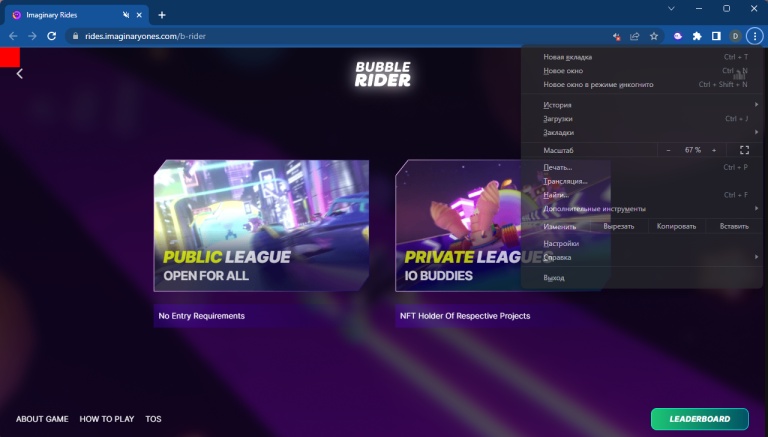 Imaginary Rides
rides.imaginaryones.com/b-rider
D
BUBBLE
RIDER
Новая вкладка Ctrl + T
Новое окно Ctrl + N
Новое окно в режиме инкогнито Ctrl + Shift + N
История
Загрузки Ctrl + J
Закладки
Масштаб − 67 % +
Печать... Ctrl + P
Трансляция...
Найти... Ctrl + F
Дополнительные инструменты
Изменить Вырезать Копировать Вставить
Настройки
Справка
Выход
PUBLIC LEAGUE
OPEN FOR ALL
No Entry Requirements
PRIVATE LEAGUE
IO BUDDIES
NFT Holder Of Respective Projects
ABOUT GAME HOW TO PLAY TOS
LEADERBOARD